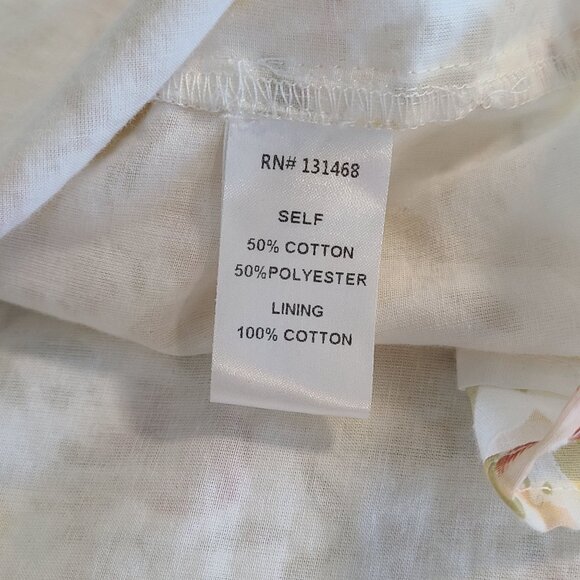 RN# 131468
SELF
50% COTTON
50%POLYESTER
LINING
100% COTTON